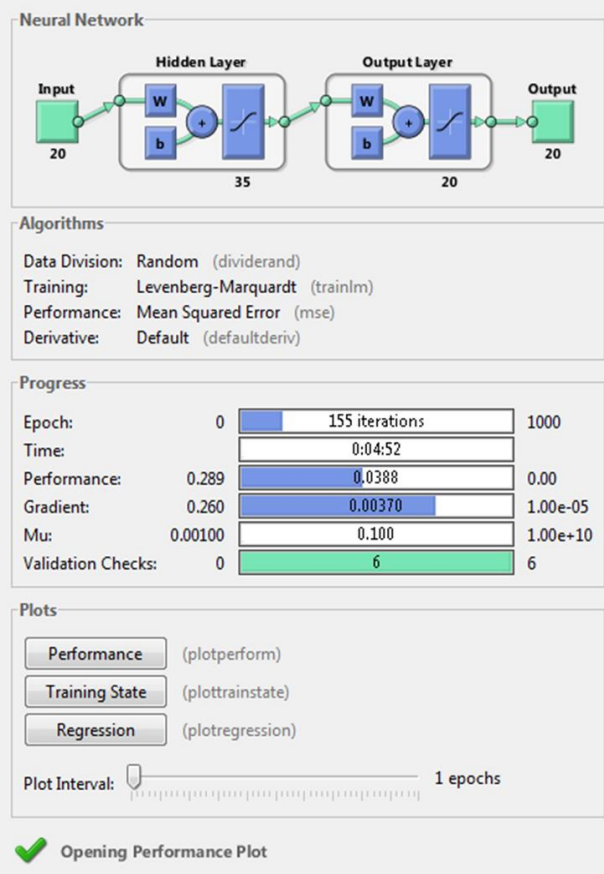 Neural Network
Hidden Layer
Output Layer
Input
W
b
+
W
b
+
Output
20
35
20
20
Algorithms
Data Division: Random (dividerand)
Training: Levenberg-Marquardt (trainlm)
Performance: Mean Squared Error (mse)
Derivative: Default (defaultderiv)
Progress
Epoch: 0 155 iterations 1000
Time: 0:04:52
Performance: 0.289 0.0388 0.00
Gradient: 0.260 0.00370 1.00e-05
Mu: 0.00100 0.100 1.00e+10
Validation Checks: 0 6 6
Plots
Performance (plotperform)
Training State (plottrainstate)
Regression (plotregression)
Plot Interval: 1 epochs
Opening Performance Plot